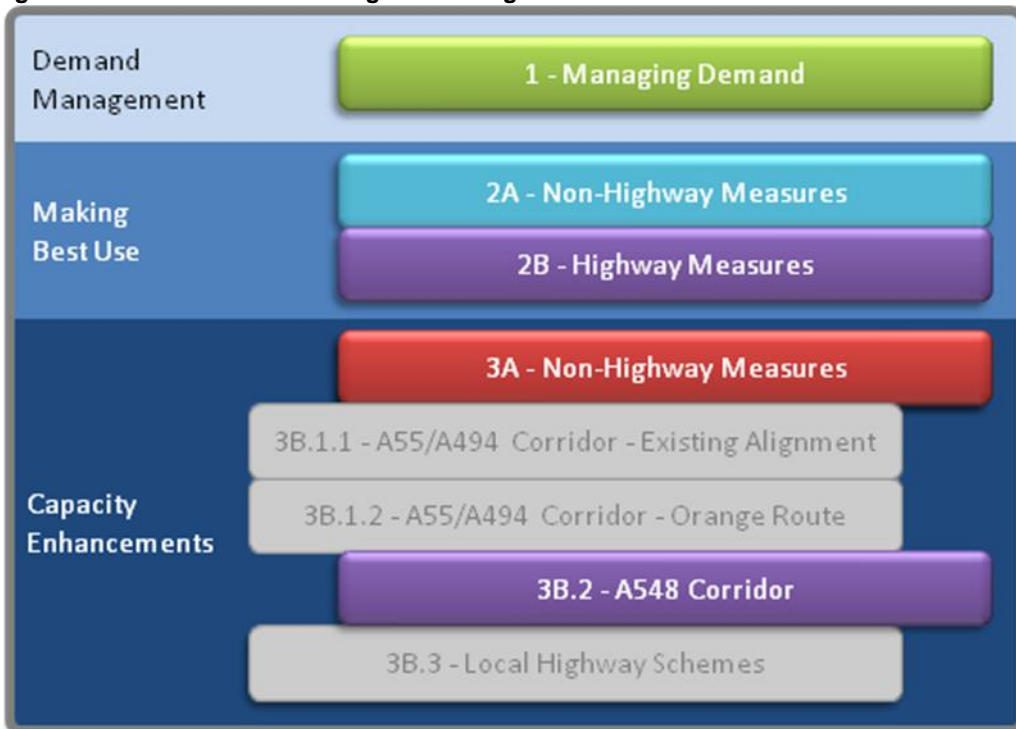 Demand
Management
1 - Managing Demand
Making
Best Use
2A - Non-Highway Measures
2B - Highway Measures
Capacity
Enhancements
3A - Non-Highway Measures
3B.1.1 - A55/A494 Corridor - Existing Alignment
3B.1.2 - A55/A494 Corridor - Orange Route
3B.2 - A548 Corridor
3B.3 - Local Highway Schemes